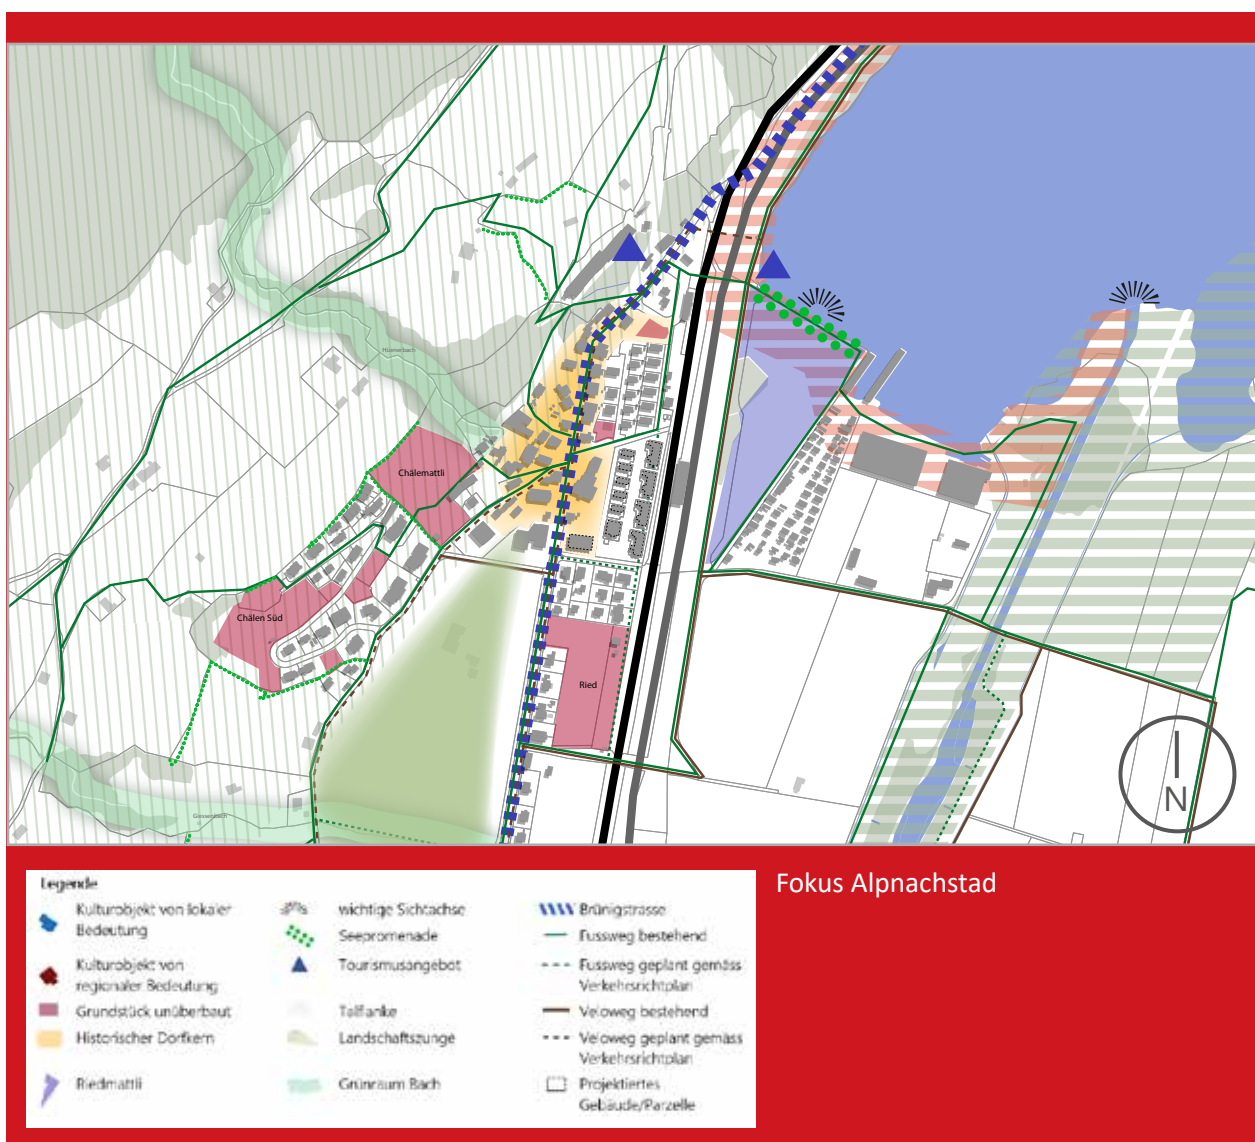 Hüomerbach
Chälemattli
Chälen Süd
Ried
N
Fokus Alpnachstad
Legende
Kulturobjekt von lokaler
Bedeutung
Kulturobjekt von
regionaler Bedeutung
Grundstück unüberbaut
Historischer Dorfkern
Riedmattli
wichtige Sichtachse
Seepromenade
Tourismusangebot
Talflanke
Landschaftszunge
Grünraum Bach
Brünigstrasse
Fussweg bestehend
Fussweg geplant gemäss
Verkehrsrichtplan
Veloweg bestehend
Veloweg geplant gemäss
Verkehrsrichtplan
Projektiertes
Gebäude/Parzelle